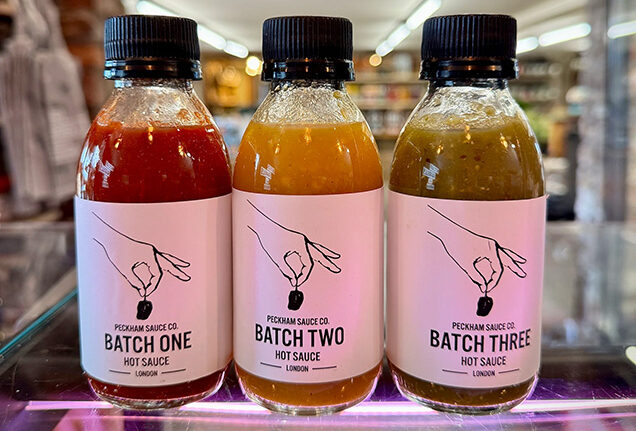 PECKHAM SAUCE CO.
BATCH ONE
HOT SAUCE
LONDON
PECKHAM SAUCE CO.
BATCH TWO
HOT SAUCE
LONDON
PECKHAM SAUCE CO.
BATCH THREE
HOT SAUCE
LONDON